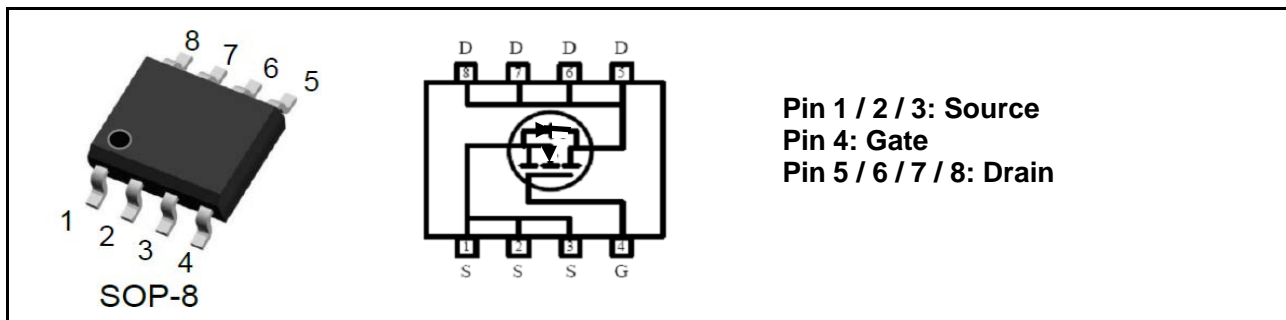 8
7
6
5
1
2
3
4
SOP-8
D D D D
8 7 6 5
1 2 3 4
S S S G
Pin 1 / 2 / 3: Source
Pin 4: Gate
Pin 5 / 6 / 7 / 8: Drain